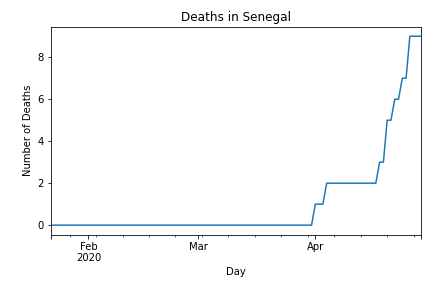 Deaths in Senegal
Number of Deaths
8
6
4
2
0
Feb
2020
Mar
Apr
Day